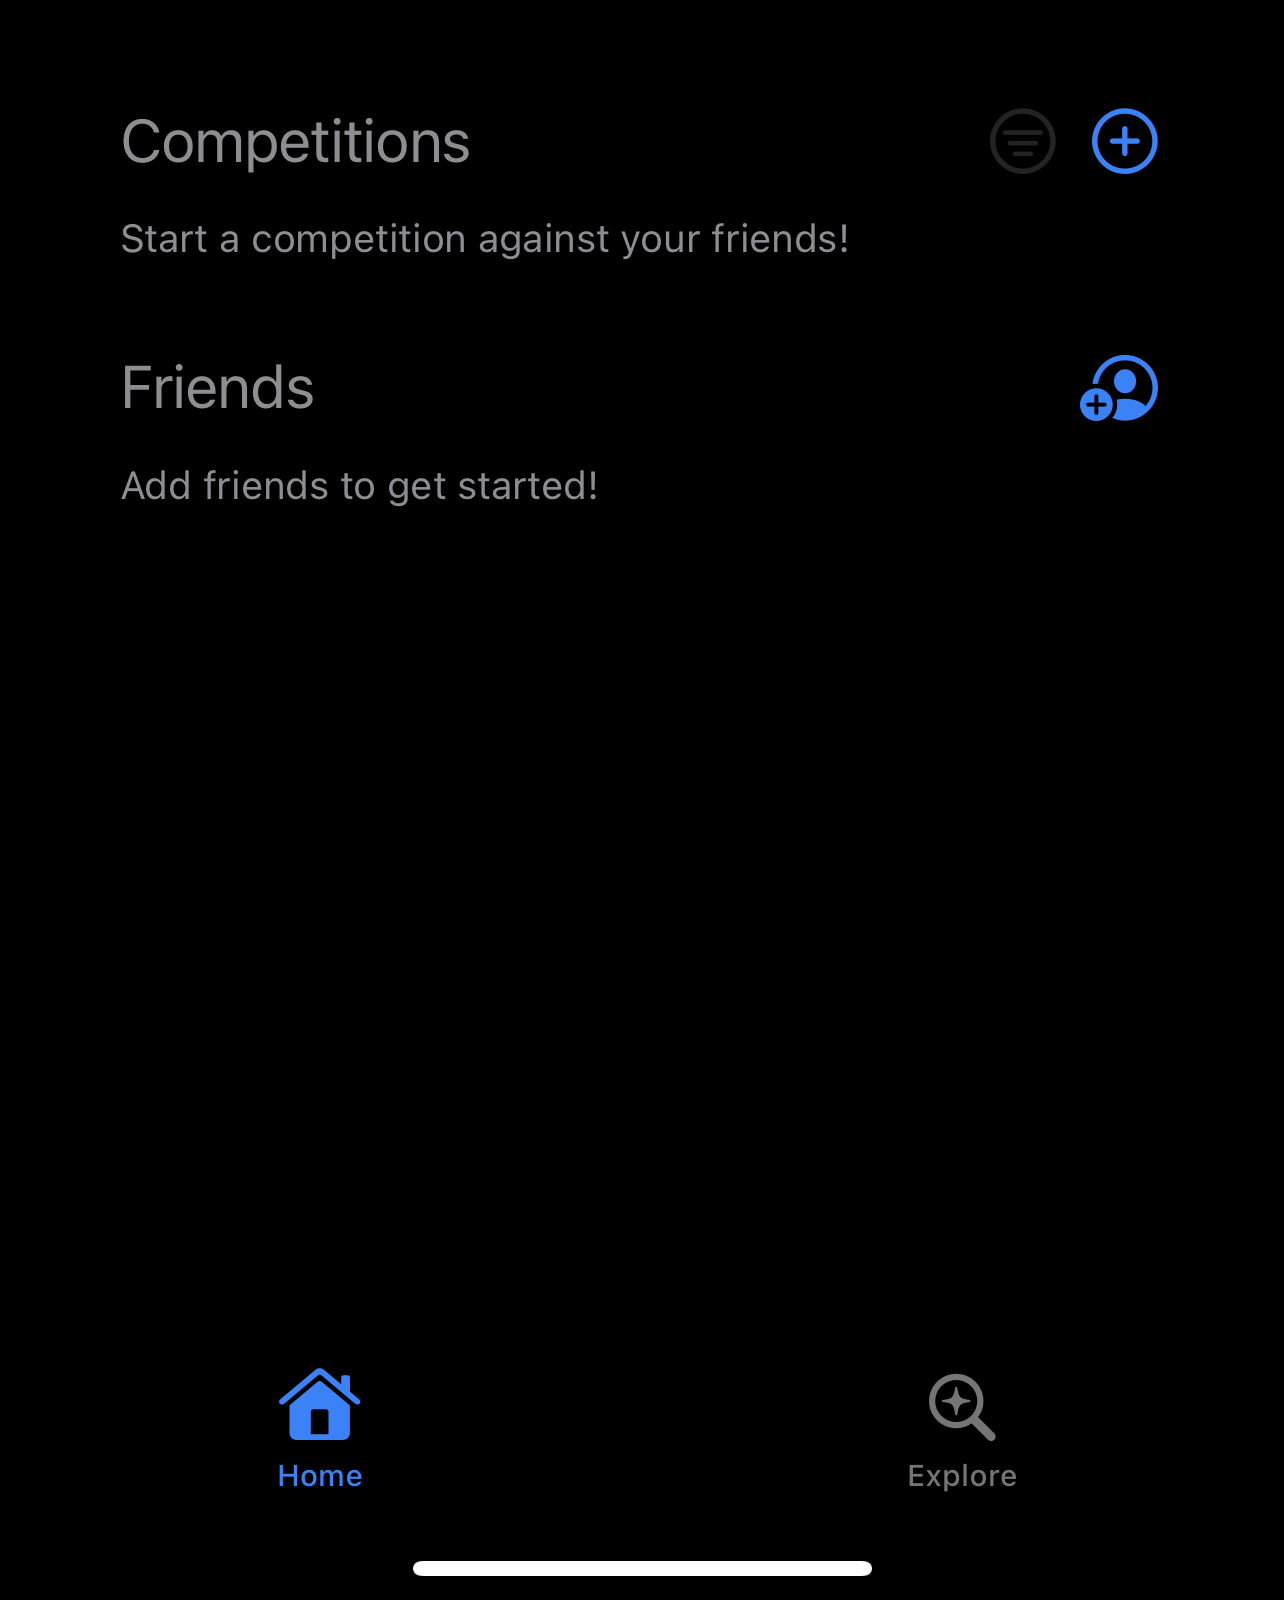 Competitions
Start a competition against your friends!
Friends
Add friends to get started!
Home
Explore